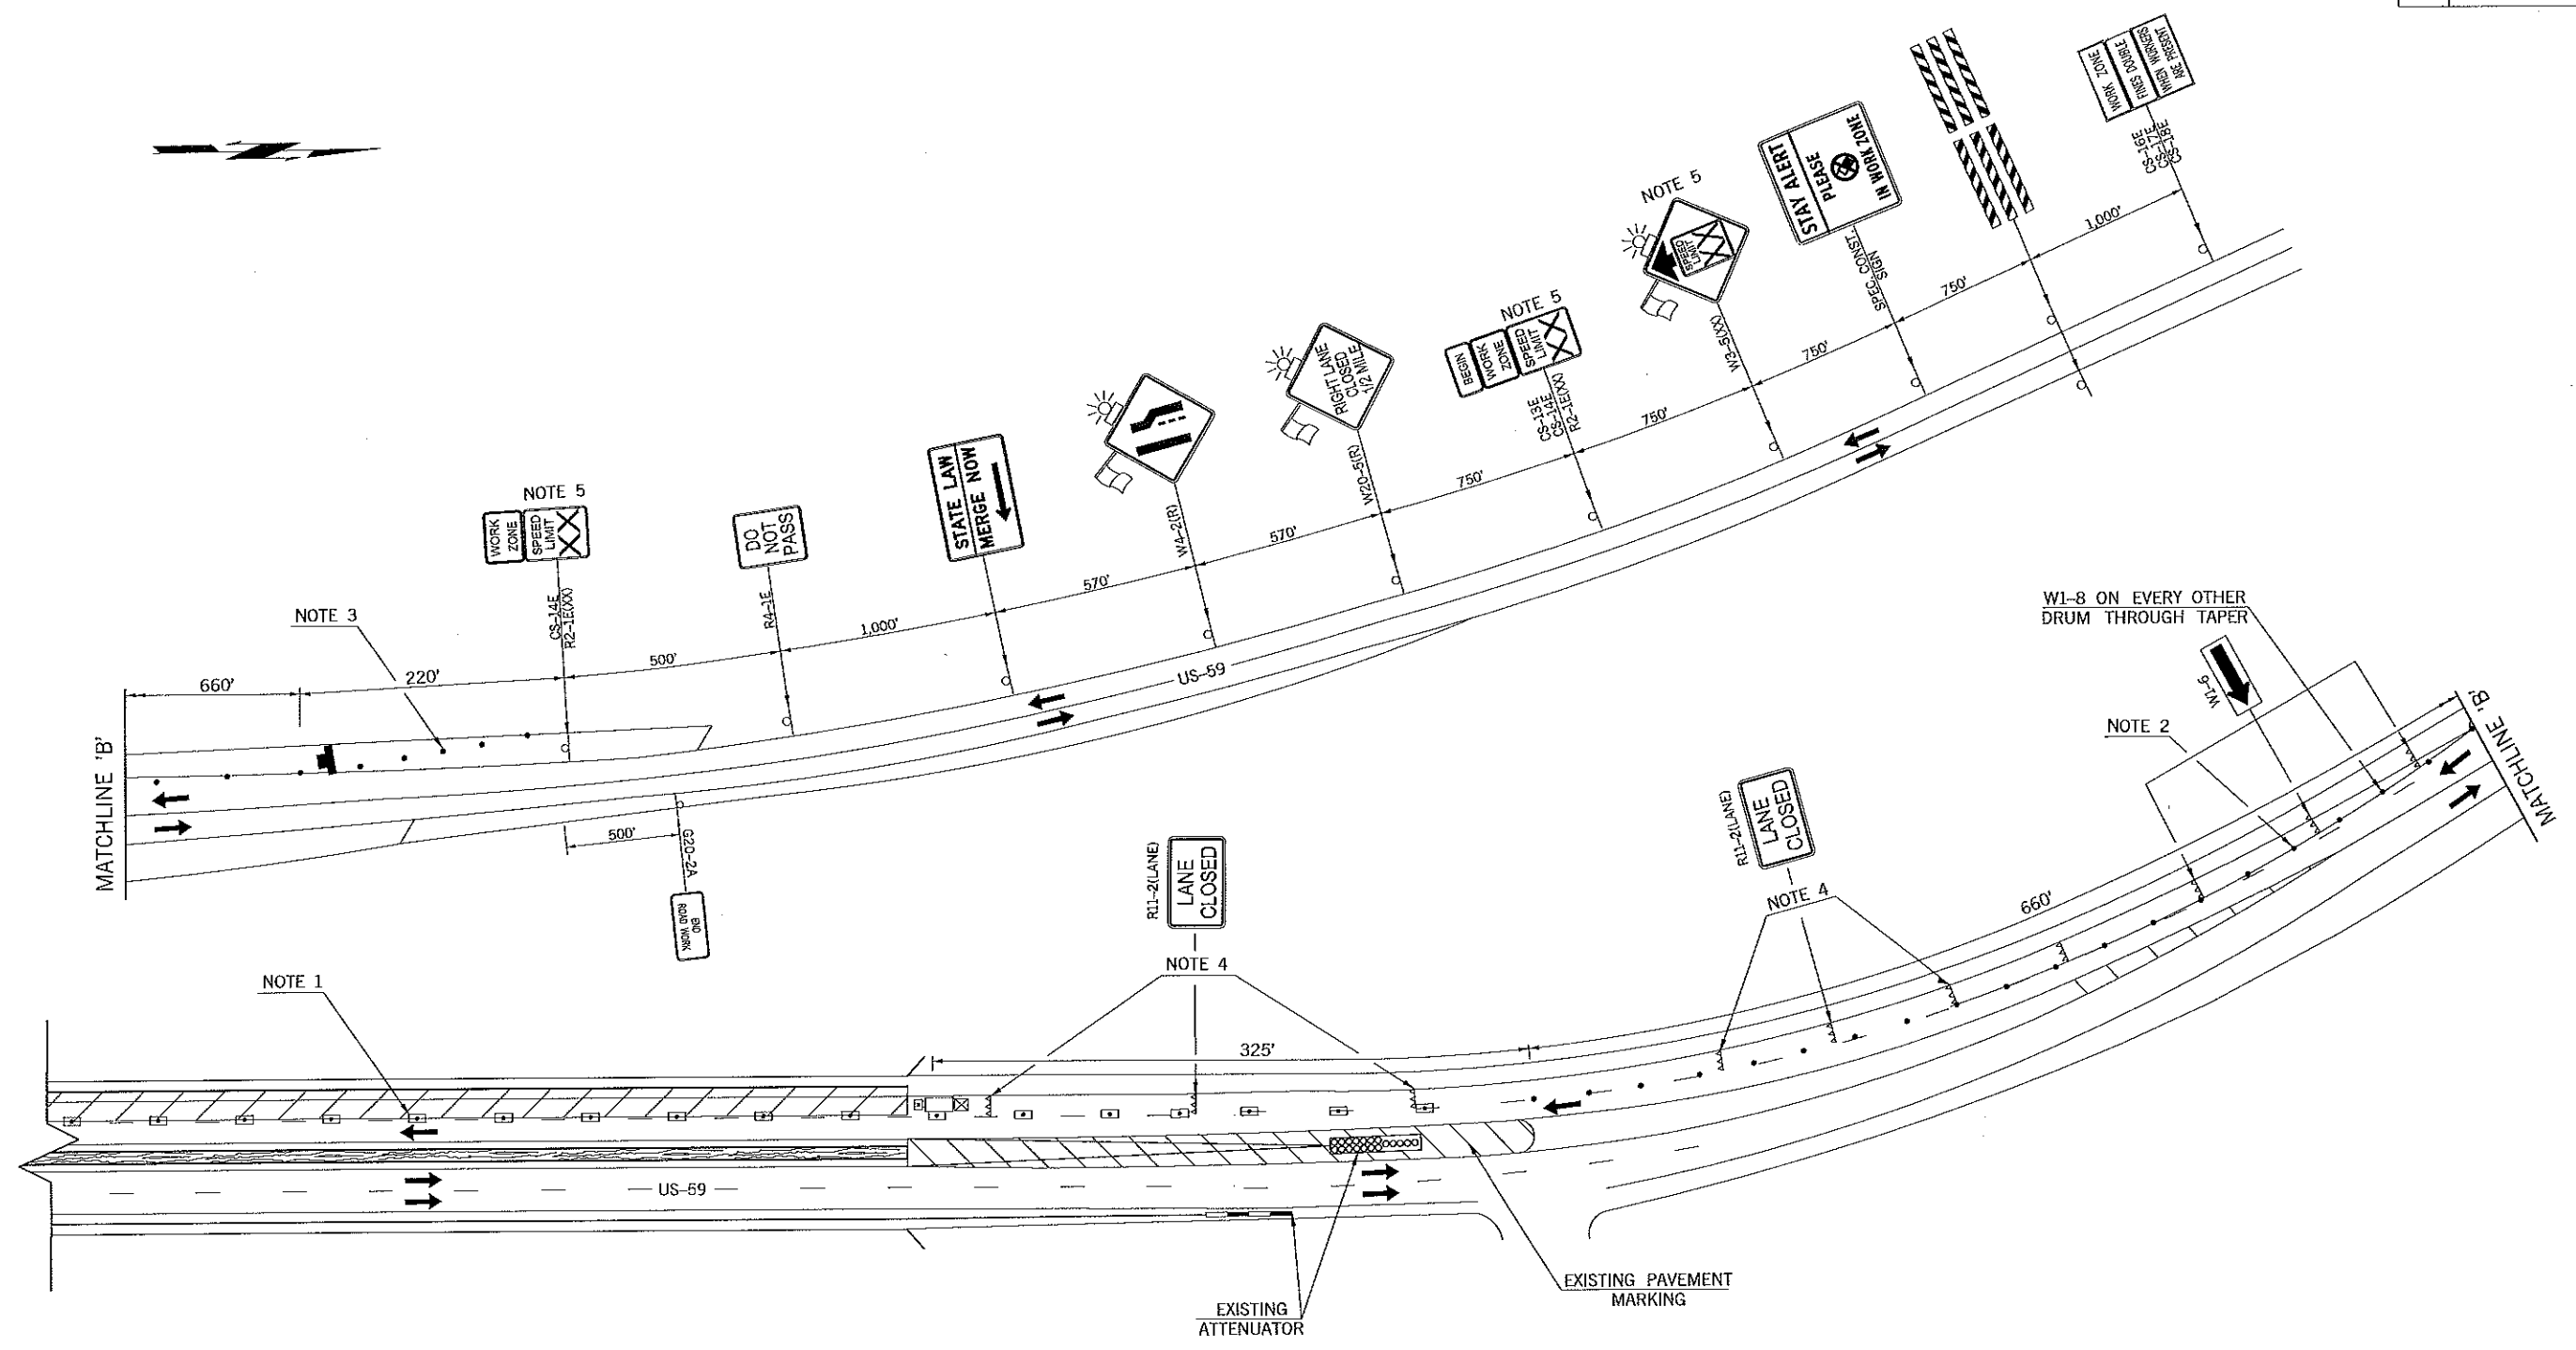 WORK ZONE
FINES DOUBLE
WHEN WORKERS
ARE PRESENT
CS-16E
CS-17E
CS-18E
1,000'
750'
STAY ALERT
PLEASE
IN WORK ZONE
SPEC. CONST.
SIGN
750'
NOTE 5
SPEED
LIMIT
XX
W3-5(XX)
750'
NOTE 5
BEGIN
WORK
ZONE
SPEED
LIMIT
XX
CS-13E
CS-14E
R2-1E(XX)
750'
RIGHT LANE
CLOSED
1/2 MILE
W20-5(R)
570'
W4-2(R)
570'
STATE LAW
MERGE NOW
1,000'
DO
NOT
PASS
R4-1E
500'
NOTE 5
WORK
ZONE
SPEED
LIMIT
XX
CS-14E
R2-1E(XX)
NOTE 3
220'
660'
MATCHLINE 'B'
US-59
500'
G20-2A
END
ROAD WORK
W1-8 ON EVERY OTHER
DRUM THROUGH TAPER
W1-6
NOTE 2
MATCHLINE 'B'
660'
R11-2(LANE)
LANE
CLOSED
NOTE 4
R11-2(LANE)
LANE
CLOSED
NOTE 4
325'
NOTE 1
US-59
EXISTING PAVEMENT
MARKING
EXISTING
ATTENUATOR